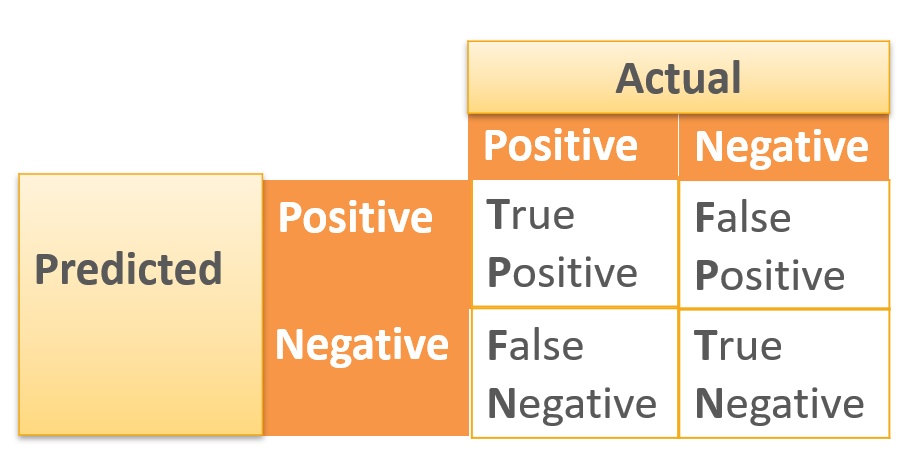 Actual
Positive Negative
Predicted
Positive
True
Positive
False
Positive
Negative
False
Negative
True
Negative